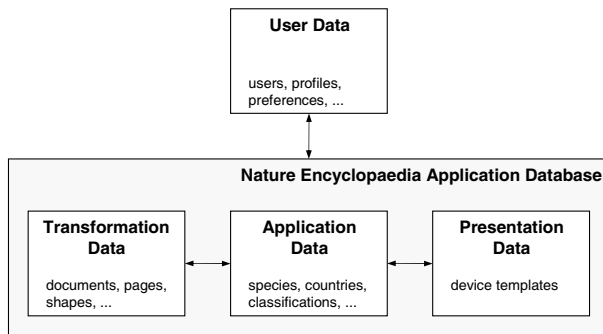 User Data
users, profiles,
preferences, ...
Nature Encyclopaedia Application Database
Transformation
Data
documents, pages,
shapes, ...
Application
Data
species, countries,
classifications, ...
Presentation
Data
device templates